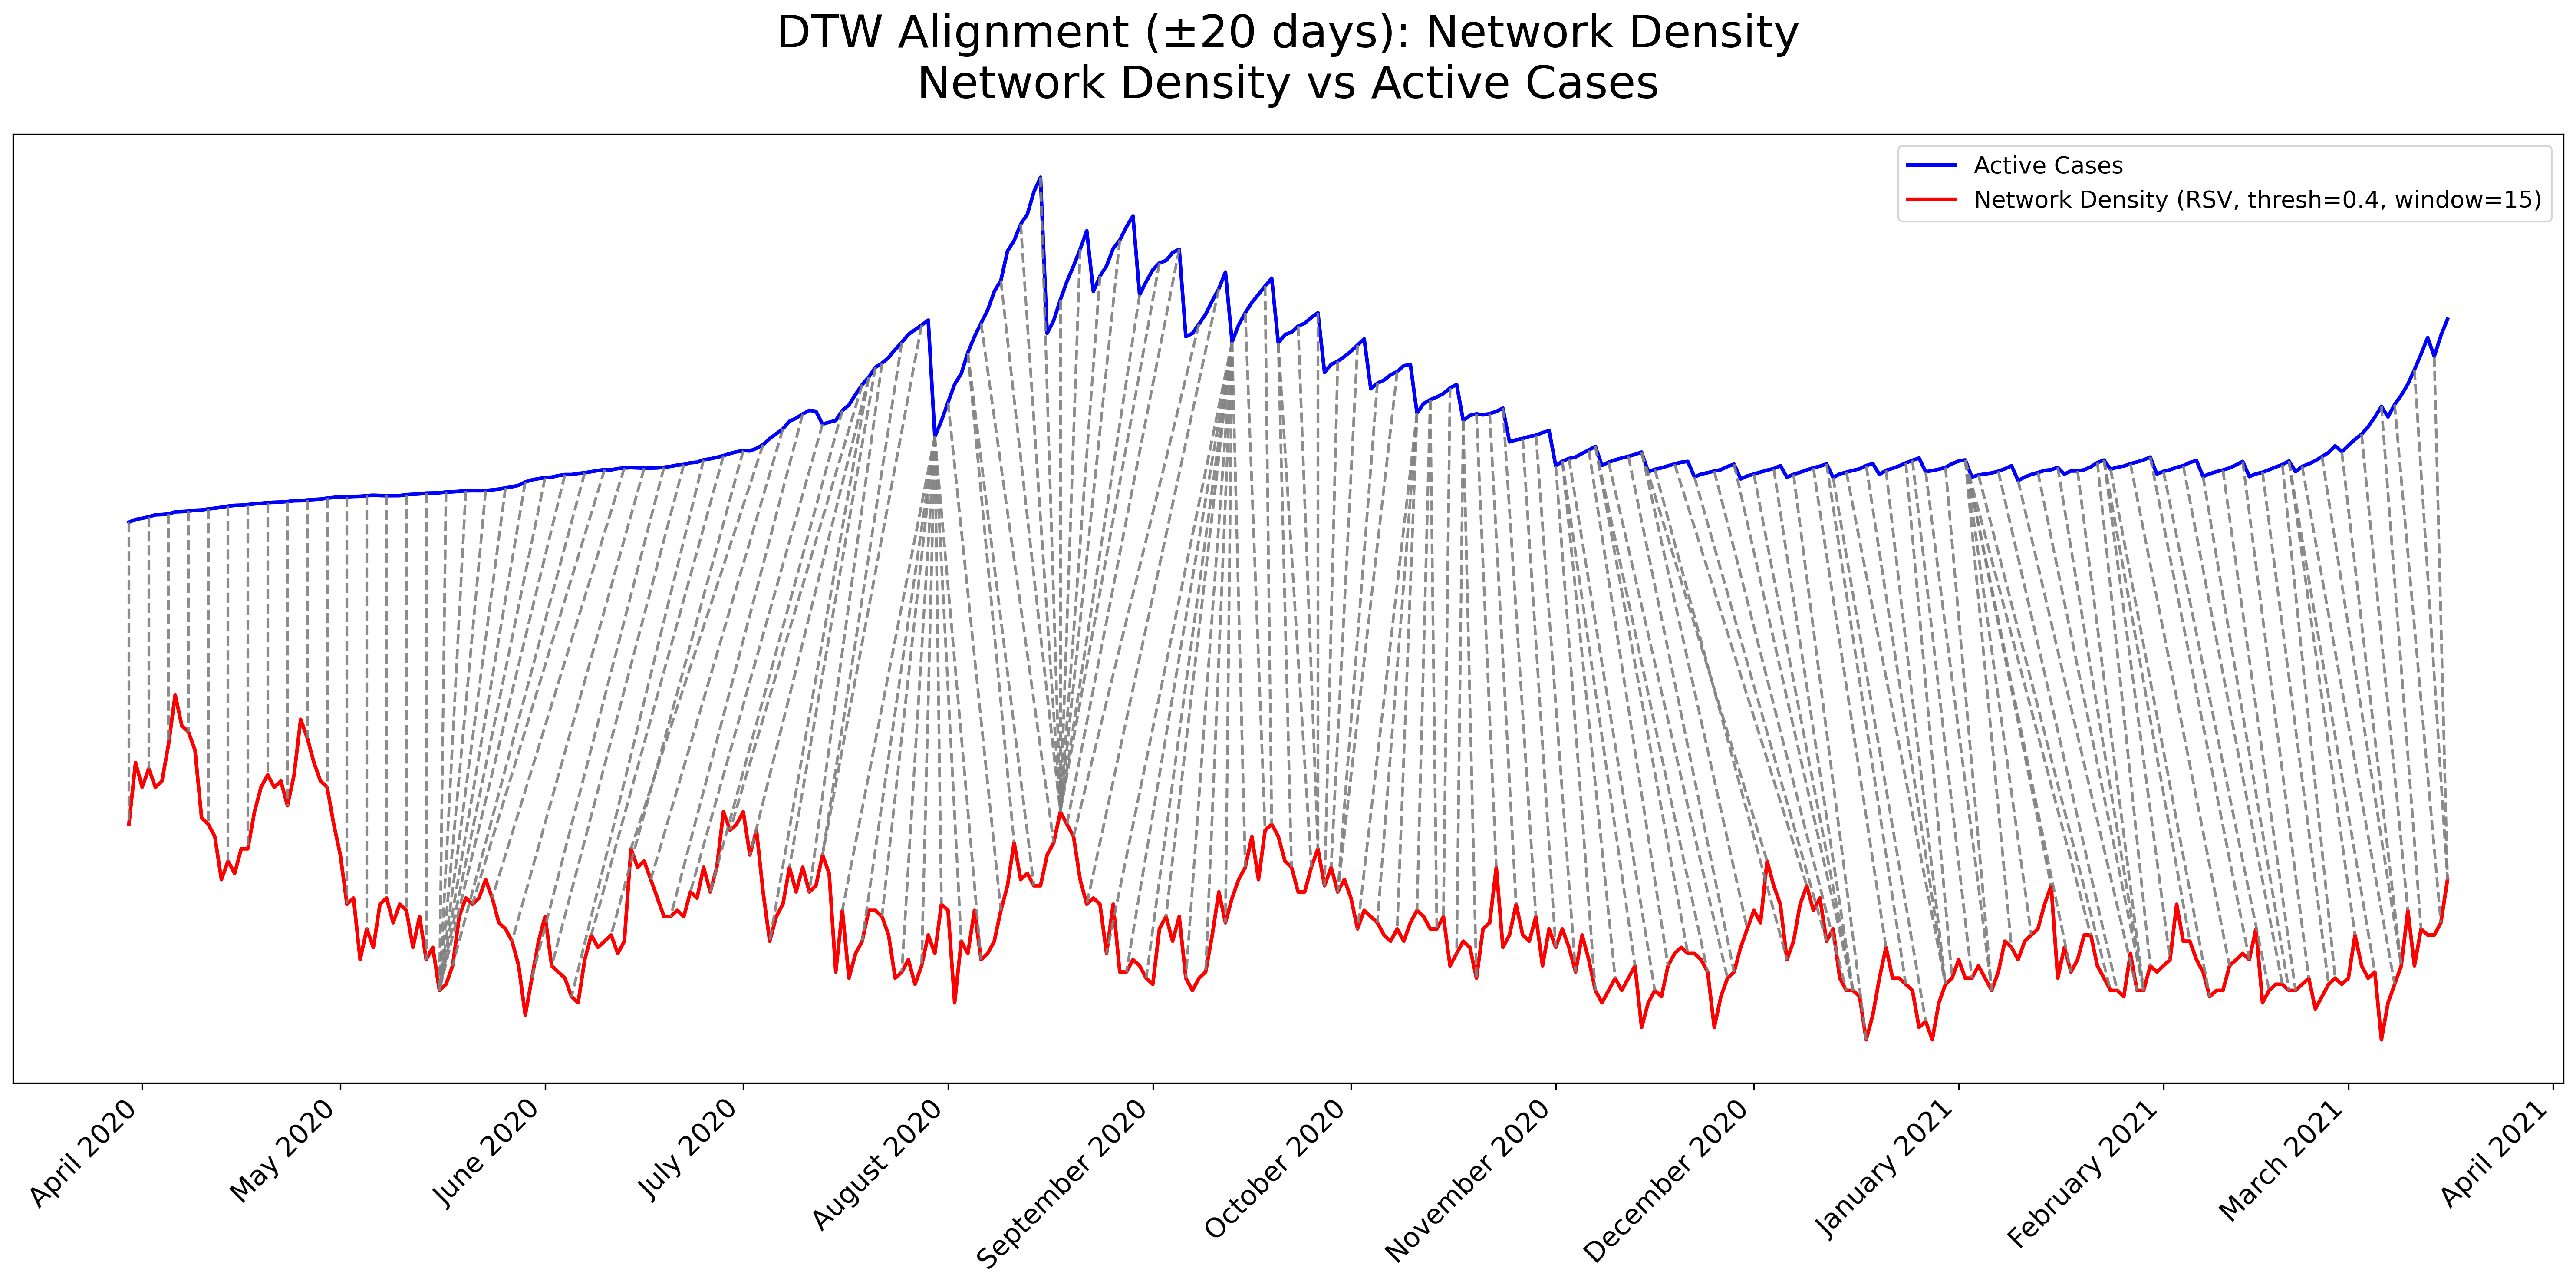 DTW Alignment (±20 days): Network Density
Network Density vs Active Cases
Active Cases
Network Density (RSV, thresh=0.4, window=15)
April 2020
May 2020
June 2020
July 2020
August 2020
September 2020
October 2020
November 2020
December 2020
January 2021
February 2021
March 2021
April 2021